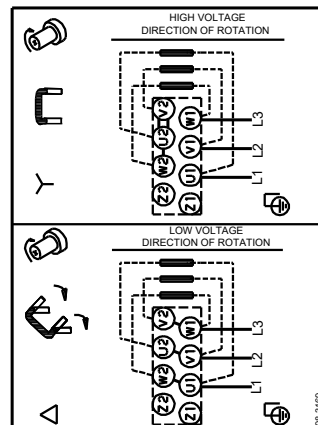 HIGH VOLTAGE
DIRECTION OF ROTATION
V2
W1
L3
U2
V1
L2
W2
U1
L1
Z2
Z1
LOW VOLTAGE
DIRECTION OF ROTATION
V2
W1
L3
U2
V1
L2
W2
U1
L1
Z2
Z1